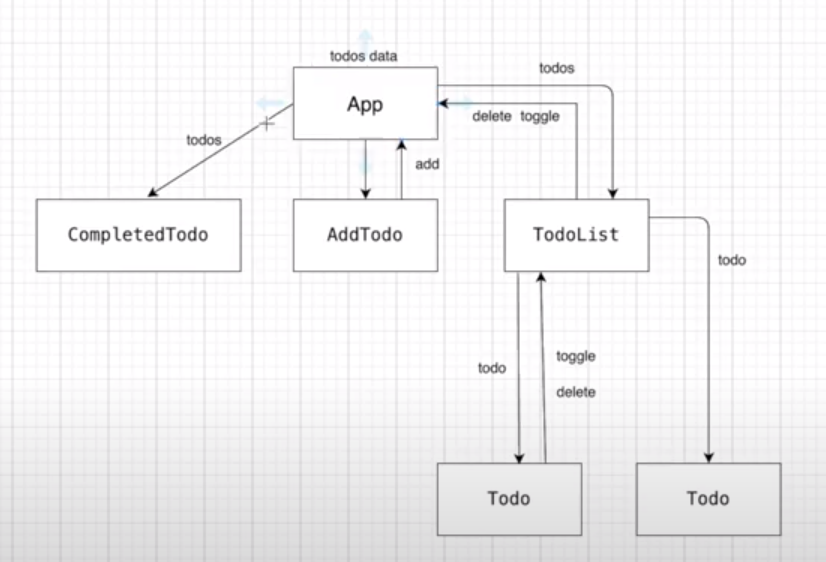 todos data
todos
App
delete toggle
todos
add
CompletedTodo
AddTodo
TodoList
todo
toggle
todo
delete
Todo
Todo